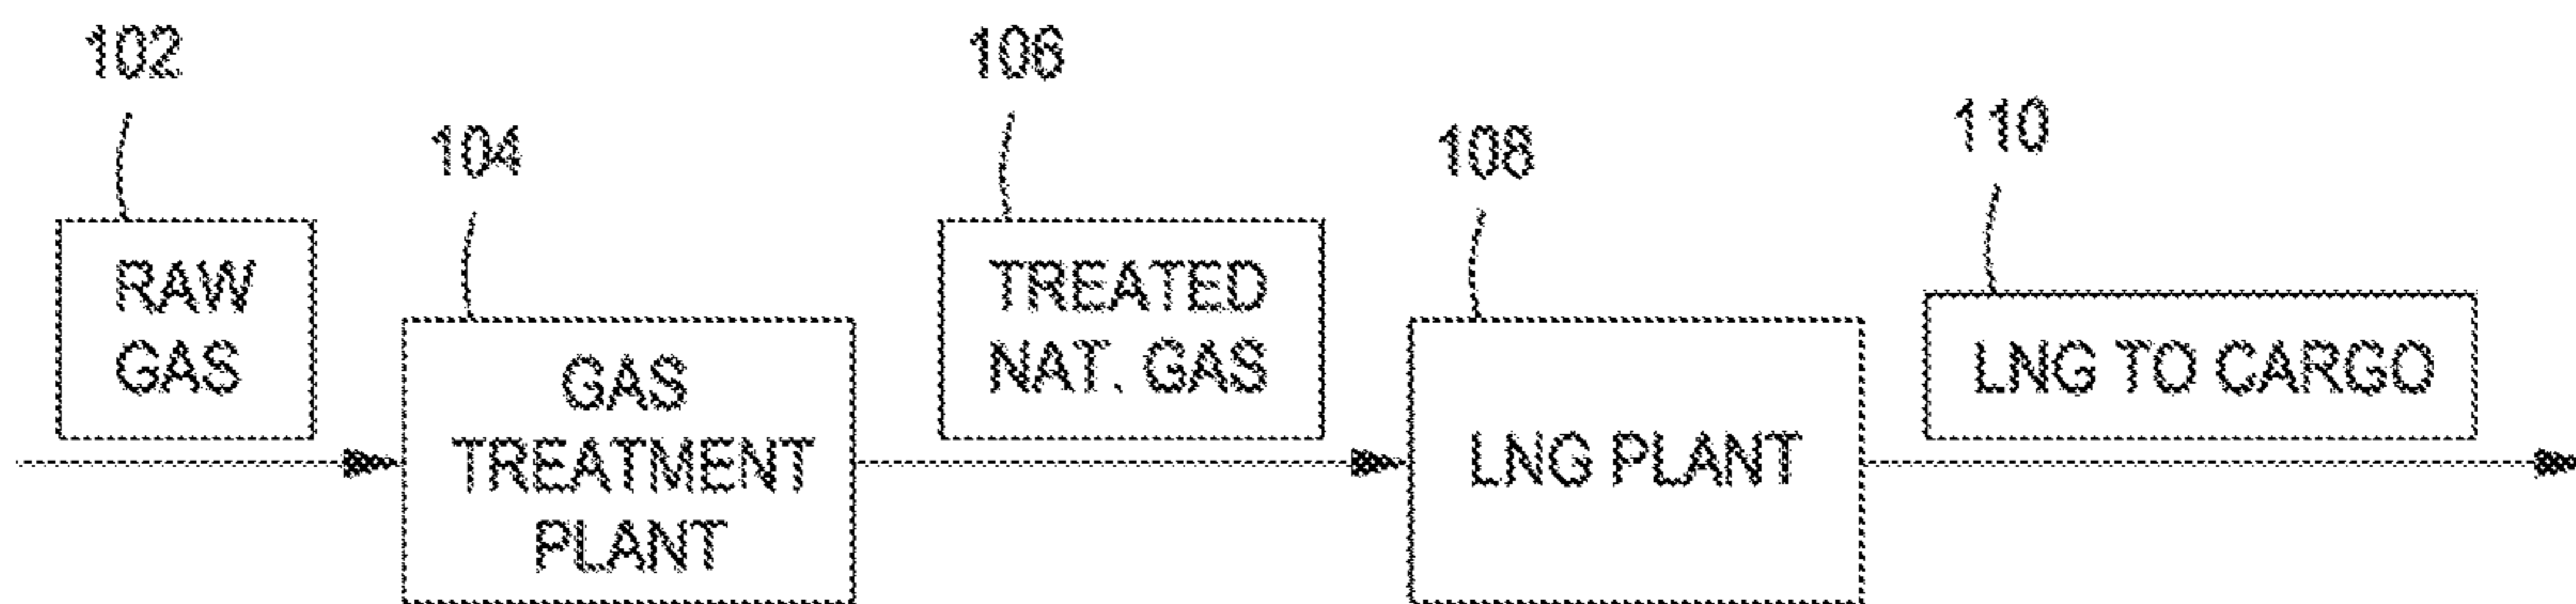 102
106
104
108
110
RAW
GAS
TREATED
NAT. GAS
GAS
TREATMENT
PLANT
LNG PLANT
LNG TO CARGO